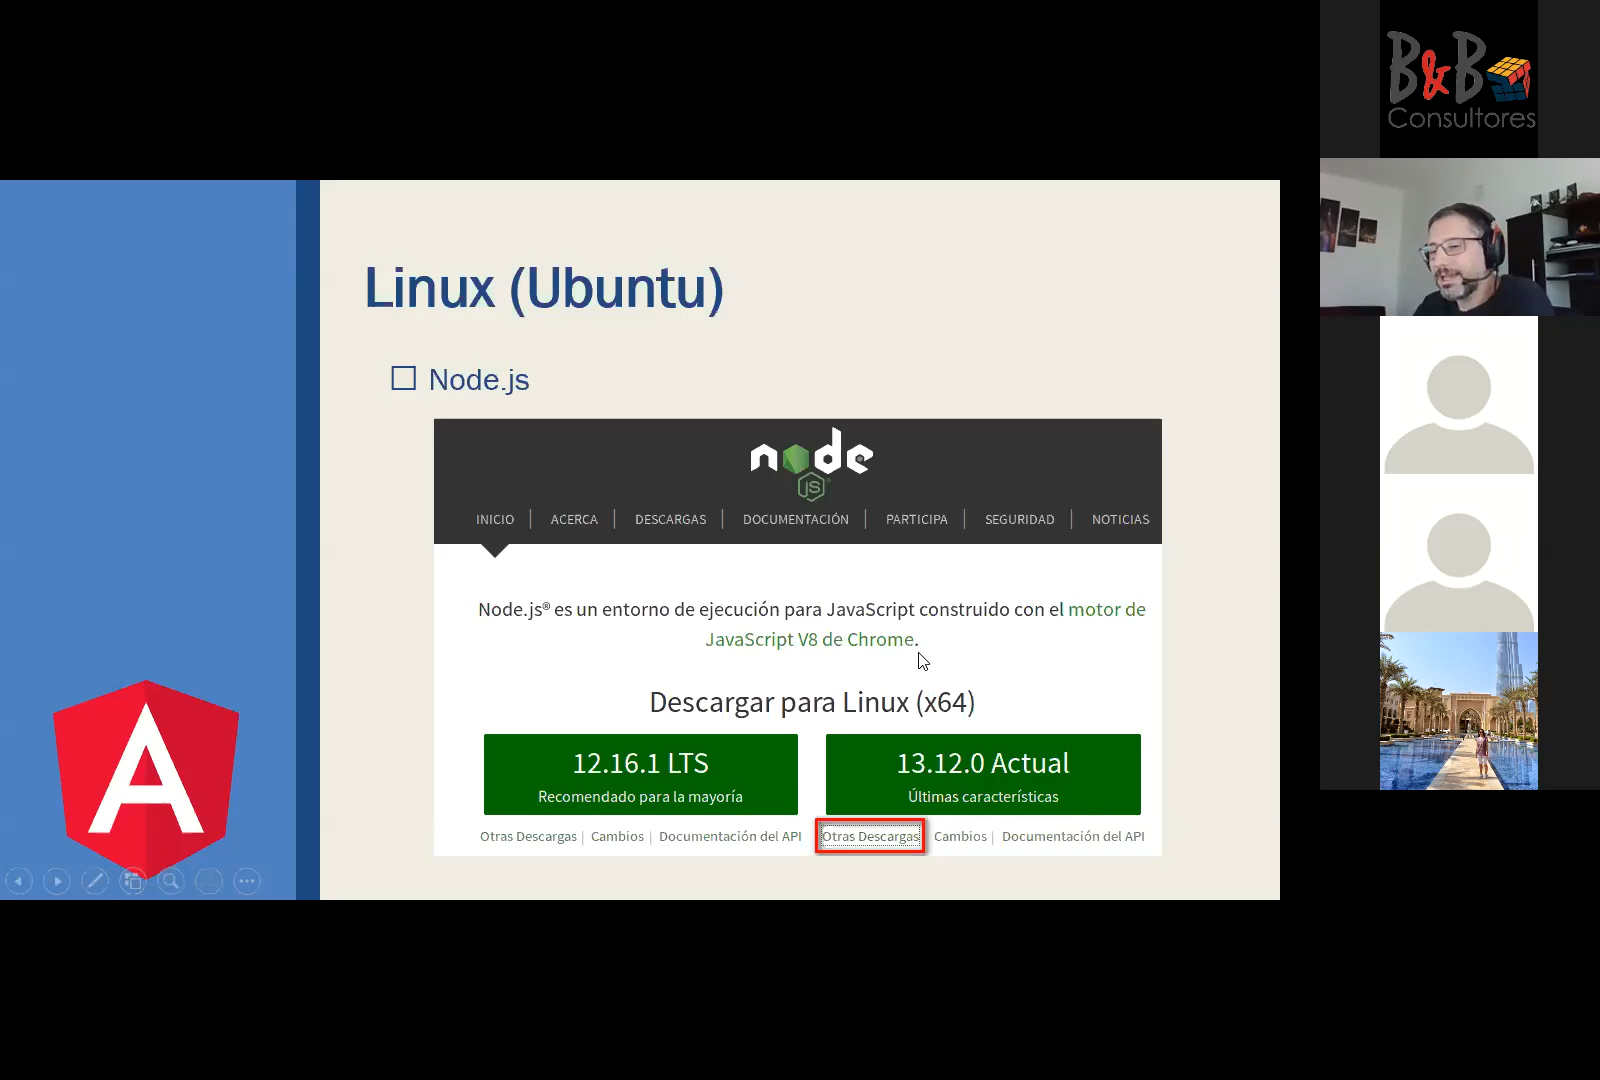 B&B
Consultores
Linux (Ubuntu)
Node.js
node
JS
INICIO | ACERCA | DESCARGAS | DOCUMENTACIÓN | PARTICIPA | SEGURIDAD | NOTICIAS
Node.js® es un entorno de ejecución para JavaScript construido con el motor de
JavaScript V8 de Chrome.
Descargar para Linux (x64)
12.16.1 LTS
Recomendado para la mayoría
13.12.0 Actual
Últimas características
Otras Descargas | Cambios | Documentación del API
Otras Descargas Cambios | Documentación del API
A